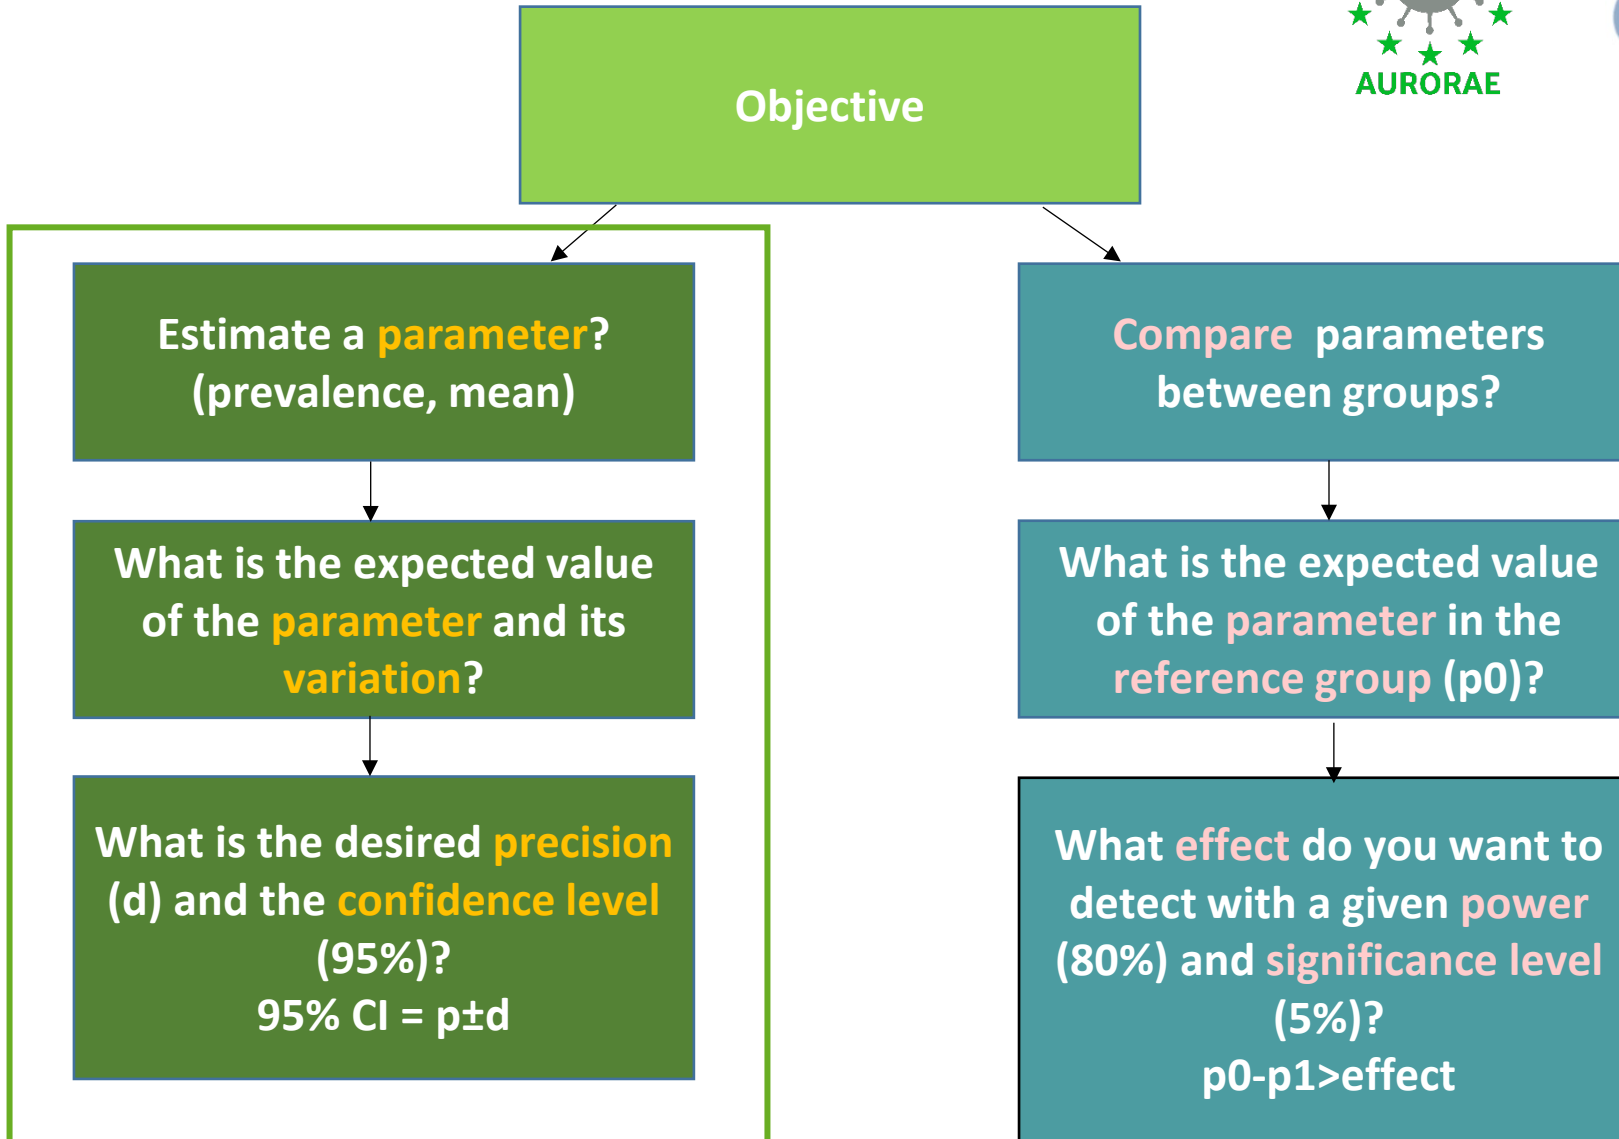 AURORAE
Objective
Estimate a parameter?
(prevalence, mean)
What is the expected value
of the parameter and its
variation?
What is the desired precision
(d) and the confidence level
(95%)?
95% CI = p±d
Compare parameters
between groups?
What is the expected value
of the parameter in the
reference group (p0)?
What effect do you want to
detect with a given power
(80%) and significance level
(5%)?
p0-p1>effect